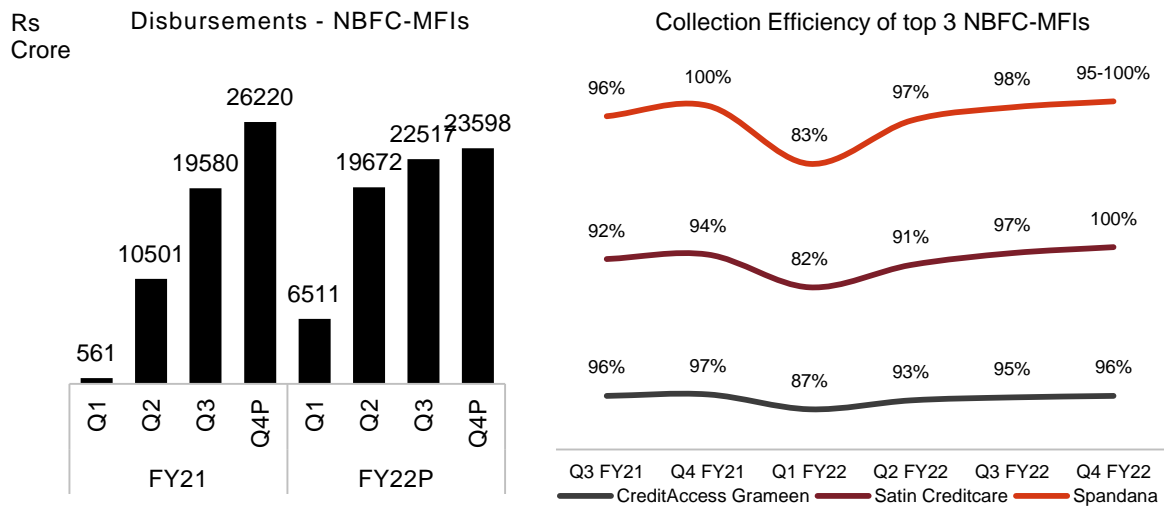 Rs
Crore
Disbursements - NBFC-MFIs
561
10501
19580
26220
6511
19672
22517
23598
Q1
Q2
Q3
Q4P
Q1
Q2
Q3
Q4P
FY21
FY22P
Collection Efficiency of top 3 NBFC-MFIs
96%
100%
83%
97%
98%
95-100%
92%
94%
82%
91%
97%
100%
96%
97%
87%
93%
95%
96%
Q3 FY21
Q4 FY21
Q1 FY22
Q2 FY22
Q3 FY22
Q4 FY22
CreditAccess Grameen
Satin Creditcare
Spandana